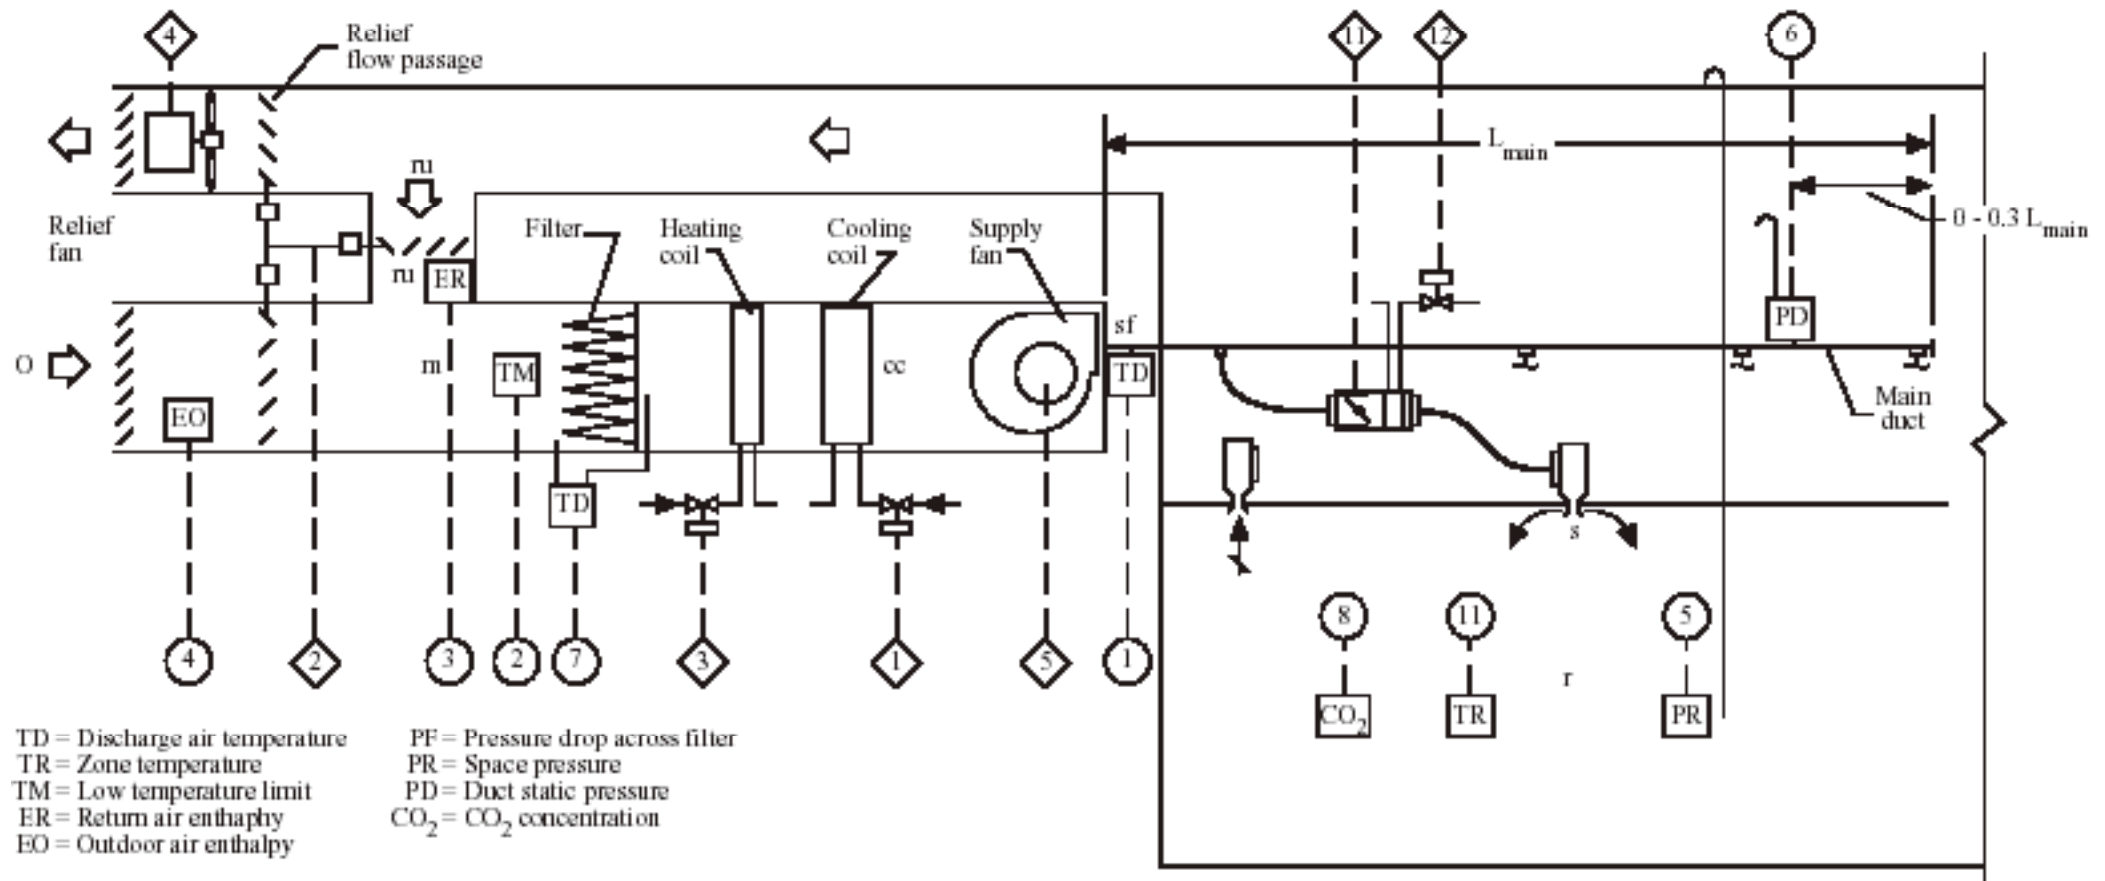 4
Relief
flow passage
11
12
6
L main
ru
0 - 0.3 L main
Relief
fan
Filter
Heating
coil
Cooling
coil
Supply
fan
ru
ER
PD
sf
O
m
TM
cc
TD
EO
Main
duct
TD
s
8
11
5
4
2
3
2
7
3
1
5
1
r
CO2
TR
PR
TD = Discharge air temperature
TR = Zone temperature
TM = Low temperature limit
ER = Return air enthaphy
EO = Outdoor air enthalpy
PF = Pressure drop across filter
PR = Space pressure
PD = Duct static pressure
CO2 = CO2 concentration